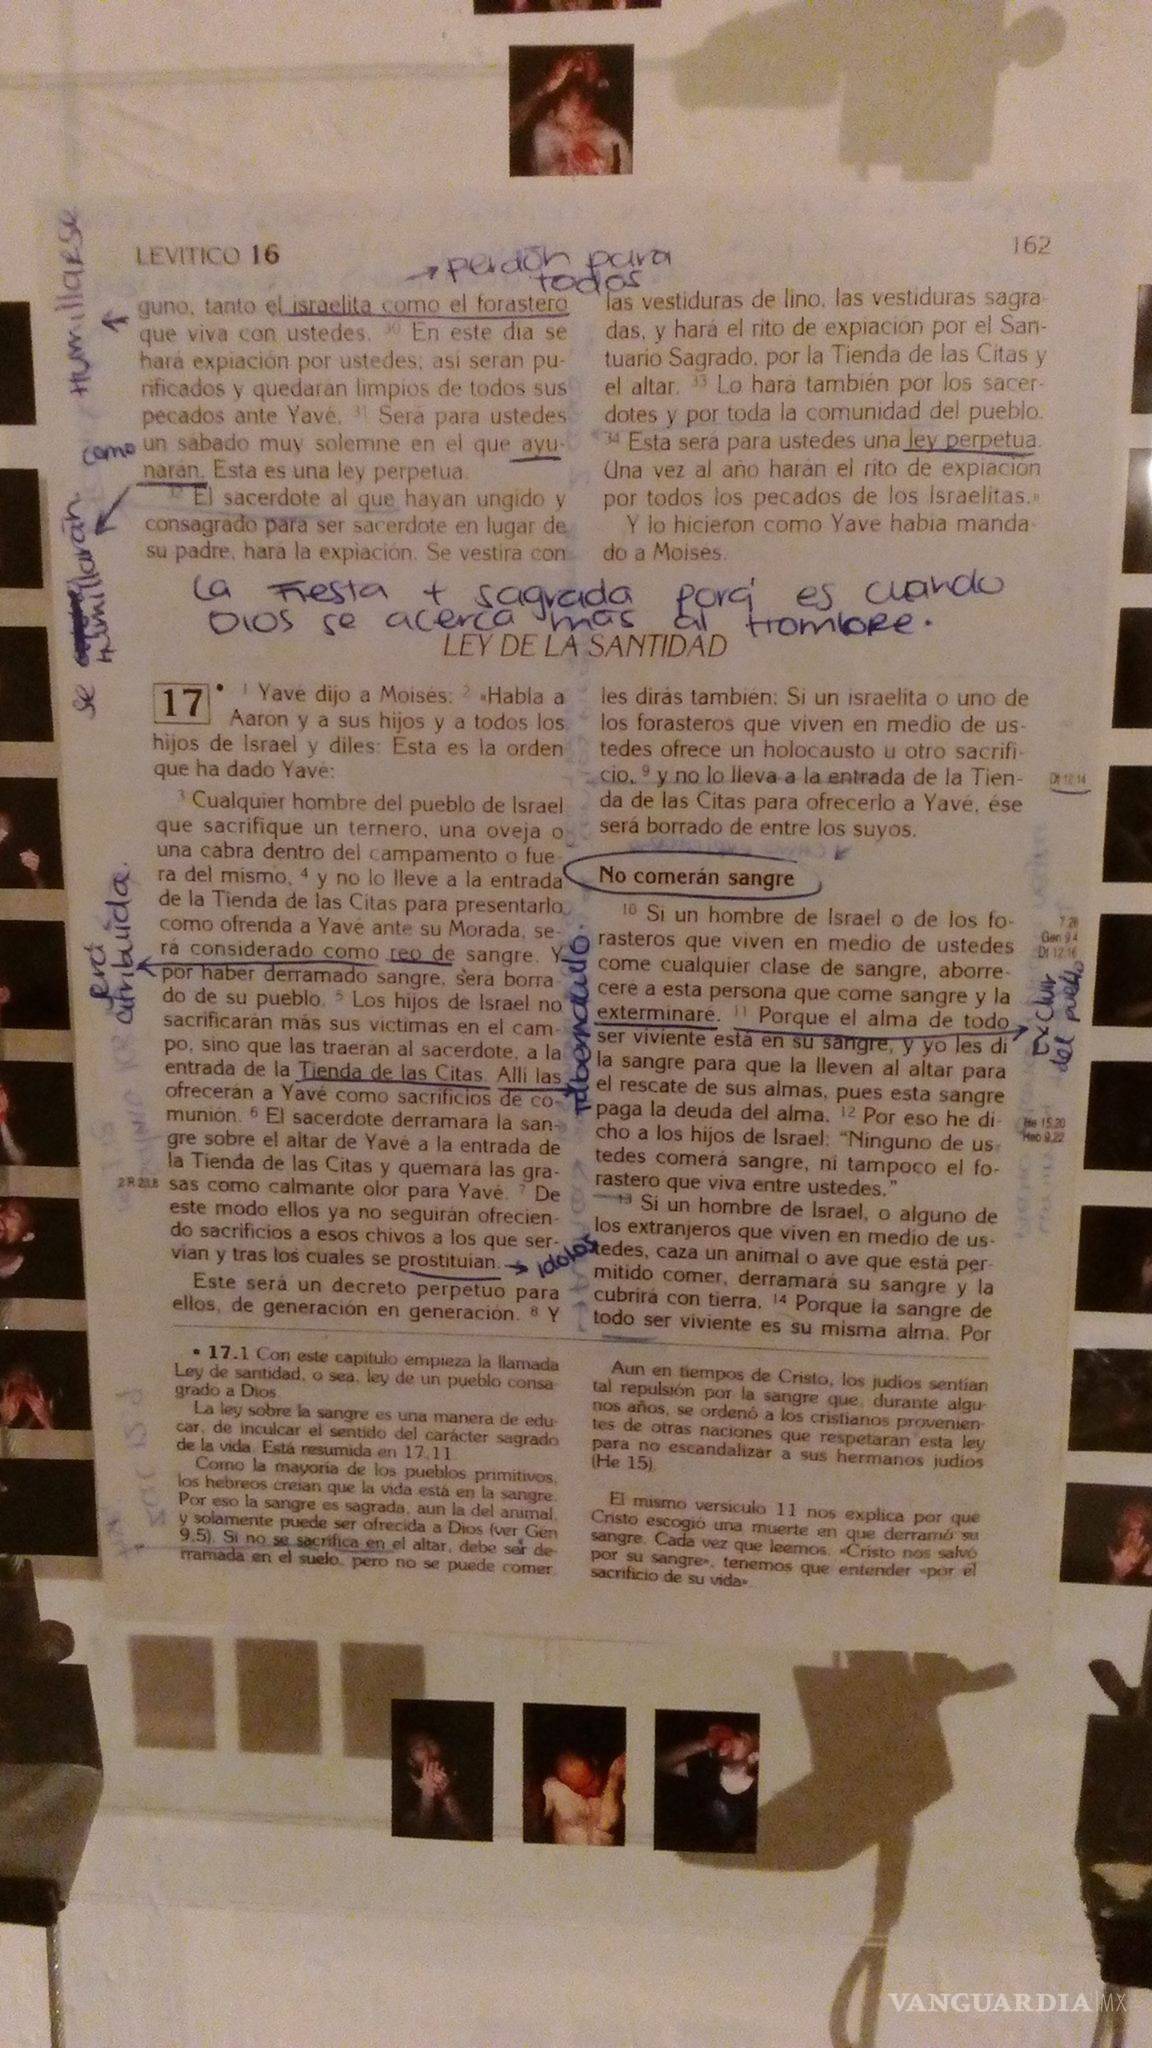 LEVITICO 16
162
→ perdón para
todos
HUMILLARSE
guno, tanto el israelita como el forastero
que viva con ustedes. 30 En este día se
hará expiación por ustedes; así serán pu-
rificados y quedarán limpios de todos sus
pecados ante Yavé. 31 Será para ustedes
un sábado muy solemne en el que ayu-
narán. Esta es una ley perpetua.
32 El sacerdote al que hayan ungido y
consagrado para ser sacerdote en lugar de
su padre, hará la expiación. Se vestirá con
como
se
Humillarán
las vestiduras de lino, las vestiduras sagra-
das, y hará el rito de expiación por el San-
tuario Sagrado, por la Tienda de las Citas y
el altar. 33 Lo hará también por los sacer-
dotes y por toda la comunidad del pueblo.
34 Esta será para ustedes una ley perpetua.
Una vez al año harán el rito de expiación
por todos los pecados de los Israelitas.»
Y lo hicieron como Yavé había manda-
do a Moisés.
La Fiesta + sagrada porq' es cuando
DIOS se acerca más al Hombre.
LEY DE LA SANTIDAD
17 • 1 Yavé dijo a Moisés: 2 «Habla a
Aarón y a sus hijos y a todos los
hijos de Israel y diles: Esta es la orden
que ha dado Yavé:
3 Cualquier hombre del pueblo de Israel
que sacrifique un ternero, una oveja o
una cabra dentro del campamento o fue-
ra del mismo, 4 y no lo lleve a la entrada
de la Tienda de las Citas para presentarlo
como ofrenda a Yavé ante su Morada, se-
rá considerado como reo de sangre. Y
por haber derramado sangre, será borra-
do de su pueblo. 5 Los hijos de Israel no
sacrificarán más sus víctimas en el cam-
po, sino que las traerán al sacerdote, a la
entrada de la Tienda de las Citas. Allí las
ofrecerán a Yavé como sacrificios de co-
munión. 6 El sacerdote derramará la san-
gre sobre el altar de Yavé a la entrada de
la Tienda de las Citas y quemará las gra-
sas como calmante olor para Yavé. 7 De
este modo ellos ya no seguirán ofrecien-
do sacrificios a esos chivos a los que ser-
vían y tras los cuales se prostituían. → idolos
Este será un decreto perpetuo para
ellos, de generación en generación. 8 Y
será
atribuida.
Tabernáculo.
les dirás también: Si un israelita o uno de
los forasteros que viven en medio de us-
tedes ofrece un holocausto u otro sacrifi-
cio, 9 y no lo lleva a la entrada de la Tien-
da de las Citas para ofrecerlo a Yavé, ése
será borrado de entre los suyos.
Dt 12.14
No comerán sangre
10 Si un hombre de Israel o de los fo-
rasteros que viven en medio de ustedes
come cualquier clase de sangre, aborre-
ceré a esta persona que come sangre y la
exterminaré. 11 Porque el alma de todo
ser viviente está en su sangre, y yo les di
la sangre para que la lleven al altar para
el rescate de sus almas, pues esta sangre
paga la deuda del alma. 12 Por eso he di-
cho a los hijos de Israel: "Ninguno de us-
tedes comerá sangre, ni tampoco el fo-
rastero que viva entre ustedes."
13 Si un hombre de Israel, o alguno de
los extranjeros que viven en medio de us-
tedes, caza un animal o ave que está per-
mitido comer, derramará su sangre y la
cubrirá con tierra. 14 Porque la sangre de
todo ser viviente es su misma alma. Por
7.26
Gén 9.4
Dt 12.16
Excluir
del pueblo
He 15.20
Heb 9.22
• 17.1 Con este capítulo empieza la llamada
Ley de santidad, o sea, ley de un pueblo consa-
grado a Dios.
La ley sobre la sangre es una manera de edu-
car, de inculcar el sentido del carácter sagrado
de la vida. Está resumida en 17,11.
Como la mayoría de los pueblos primitivos,
los hebreos creían que la vida está en la sangre.
Por eso la sangre es sagrada, aun la del animal,
y solamente puede ser ofrecida a Dios (ver Gén
9,5). Si no se sacrifica en el altar, debe ser de-
rramada en el suelo, pero no se puede comer.
Aun en tiempos de Cristo, los judíos sentían
tal repulsión por la sangre que, durante algu-
nos años, se ordenó a los cristianos provenien-
tes de otras naciones que respetaran esta ley
para no escandalizar a sus hermanos judíos
(He 15).
El mismo versículo 11 nos explica por qué
Cristo escogió una muerte en que derramó su
sangre. Cada vez que leemos: «Cristo nos salvó
por su sangre», tenemos que entender «por el
sacrificio de su vida».
VANGUARDIA|MX